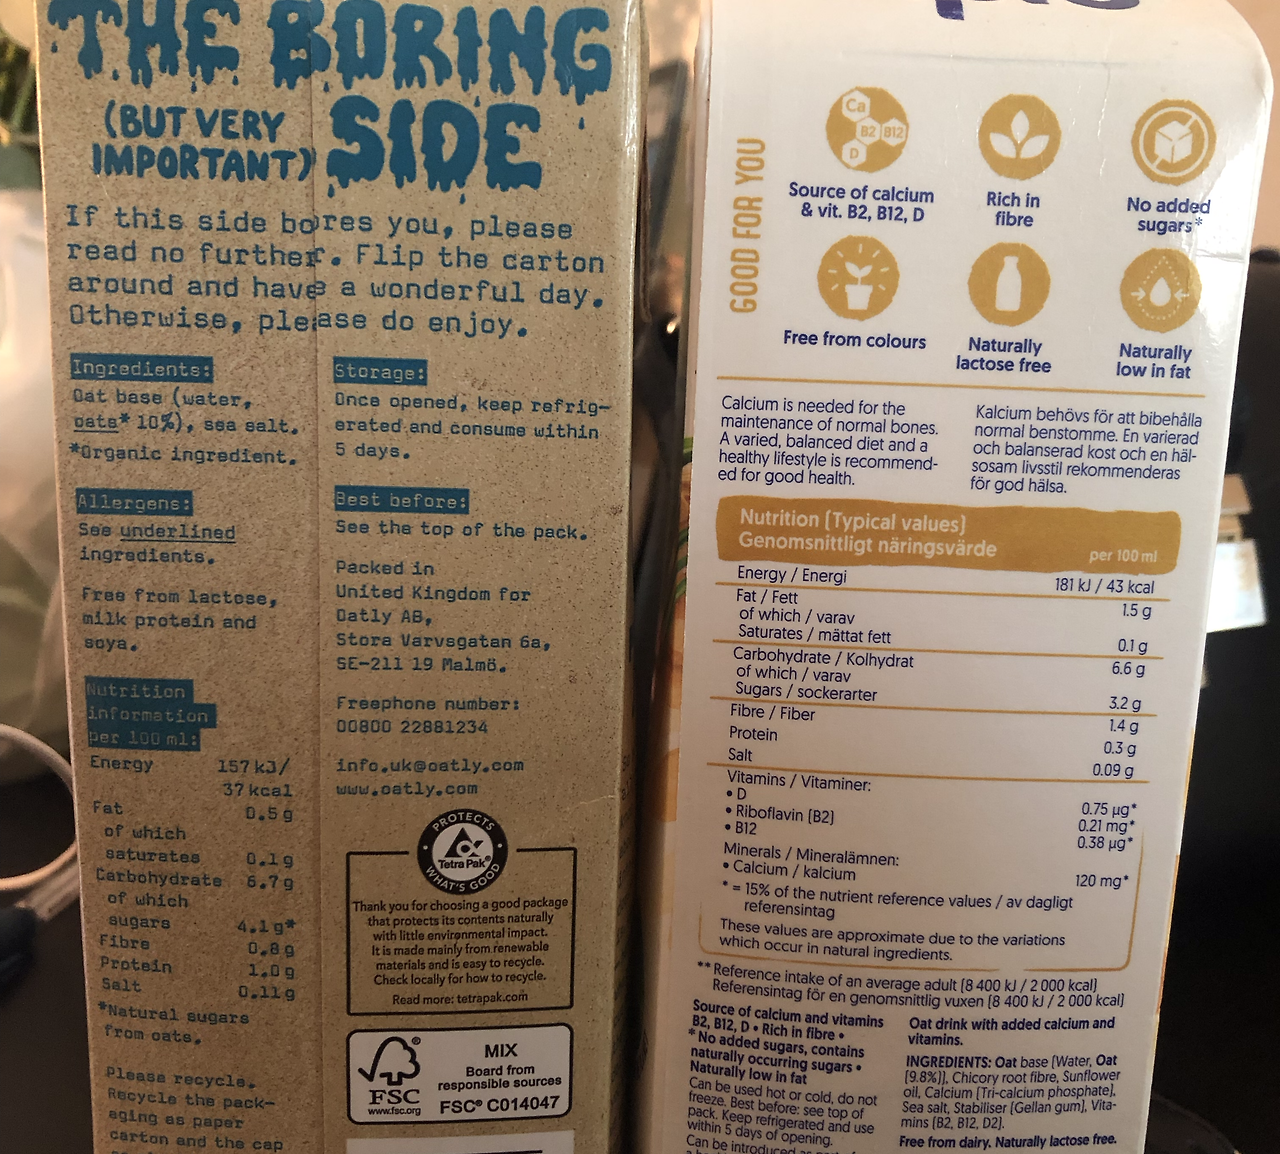 THE BORING
(BUT VERY
IMPORTANT)
SIDE
If this side bores you, please
read no further. Flip the carton
around and have a wonderful day.
Otherwise, please do enjoy.
Ingredients:
Oat base (water,
oats* 10%), sea salt.
*Organic ingredient.
Allergens:
See underlined
ingredients.
Free from lactose,
milk protein and
soya.
Nutrition
information
per 100 ml:
Energy 157 kJ/
37 kcal
Fat 0.5 g
of which
saturates 0.1g
Carbohydrate 6.7 g
of which
sugars 4.1g*
Fibre 0.8 g
Protein 1.0 g
Salt 0.11g
*Natural sugars
from oats.
Please recycle.
Recycle the pack-
aging as paper
carton and the cap
Storage:
Once opened, keep refrig-
erated and consume within
5 days.
Best before:
See the top of the pack.
Packed in
United Kingdom for
Oatly AB,
Stora Varvsgatan 6a,
SE-211 19 Malmö.
Freephone number:
00800 22881234
info.uk@oatly.com
www.oatly.com
PROTECTS
Tetra Pak®
WHAT'S GOOD
Thank you for choosing a good package
that protects its contents naturally
with little environmental impact.
It is made mainly from renewable
materials and is easy to recycle.
Check locally for how to recycle.
Read more: tetrapak.com
FSC
www.fsc.org
MIX
Board from
responsible sources
FSC® C014047
GOOD FOR YOU
Ca
B2 B12
D
Source of calcium
& vit. B2, B12, D
Rich in
fibre
No added
sugars*
Free from colours
Naturally
lactose free
Naturally
low in fat
Calcium is needed for the
maintenance of normal bones.
A varied, balanced diet and a
healthy lifestyle is recommend-
ed for good health.
Kalcium behövs för att bibehålla
normal benstomme. En varierad
och balanserad kost och en häl-
sosam livsstil rekommenderas
för god hälsa.
Nutrition (Typical values)
Genomsnittligt näringsvärde per 100 ml
Energy / Energi 181 kJ / 43 kcal
Fat / Fett 1.5 g
of which / varav
Saturates / mättat fett 0.1 g
Carbohydrate / Kolhydrat 6.6 g
of which / varav
Sugars / sockerarter 3.2 g
Fibre / Fiber 1.4 g
Protein 0.3 g
Salt 0.09 g
Vitamins / Vitaminer:
• D 0.75 µg*
• Riboflavin (B2) 0.21 mg*
• B12 0.38 µg*
Minerals / Mineralämnen:
• Calcium / kalcium 120 mg*
* = 15% of the nutrient reference values / av dagligt
referensintag
These values are approximate due to the variations
which occur in natural ingredients.
** Reference intake of an average adult (8 400 kJ / 2 000 kcal)
Referensintag för en genomsnittlig vuxen (8 400 kJ / 2 000 kcal)
Source of calcium and vitamins
B2, B12, D • Rich in fibre •
* No added sugars, contains
naturally occurring sugars •
Naturally low in fat
Can be used hot or cold, do not
freeze. Best before: see top of
pack. Keep refrigerated and use
within 5 days of opening.
Can be introduced as part of
Oat drink with added calcium and
vitamins.
INGREDIENTS: Oat base (Water, Oat
(9.8%)), Chicory root fibre, Sunflower
oil, Calcium (Tri-calcium phosphate),
Sea salt, Stabiliser (Gellan gum), Vita-
mins (B2, B12, D2).
Free from dairy. Naturally lactose free.